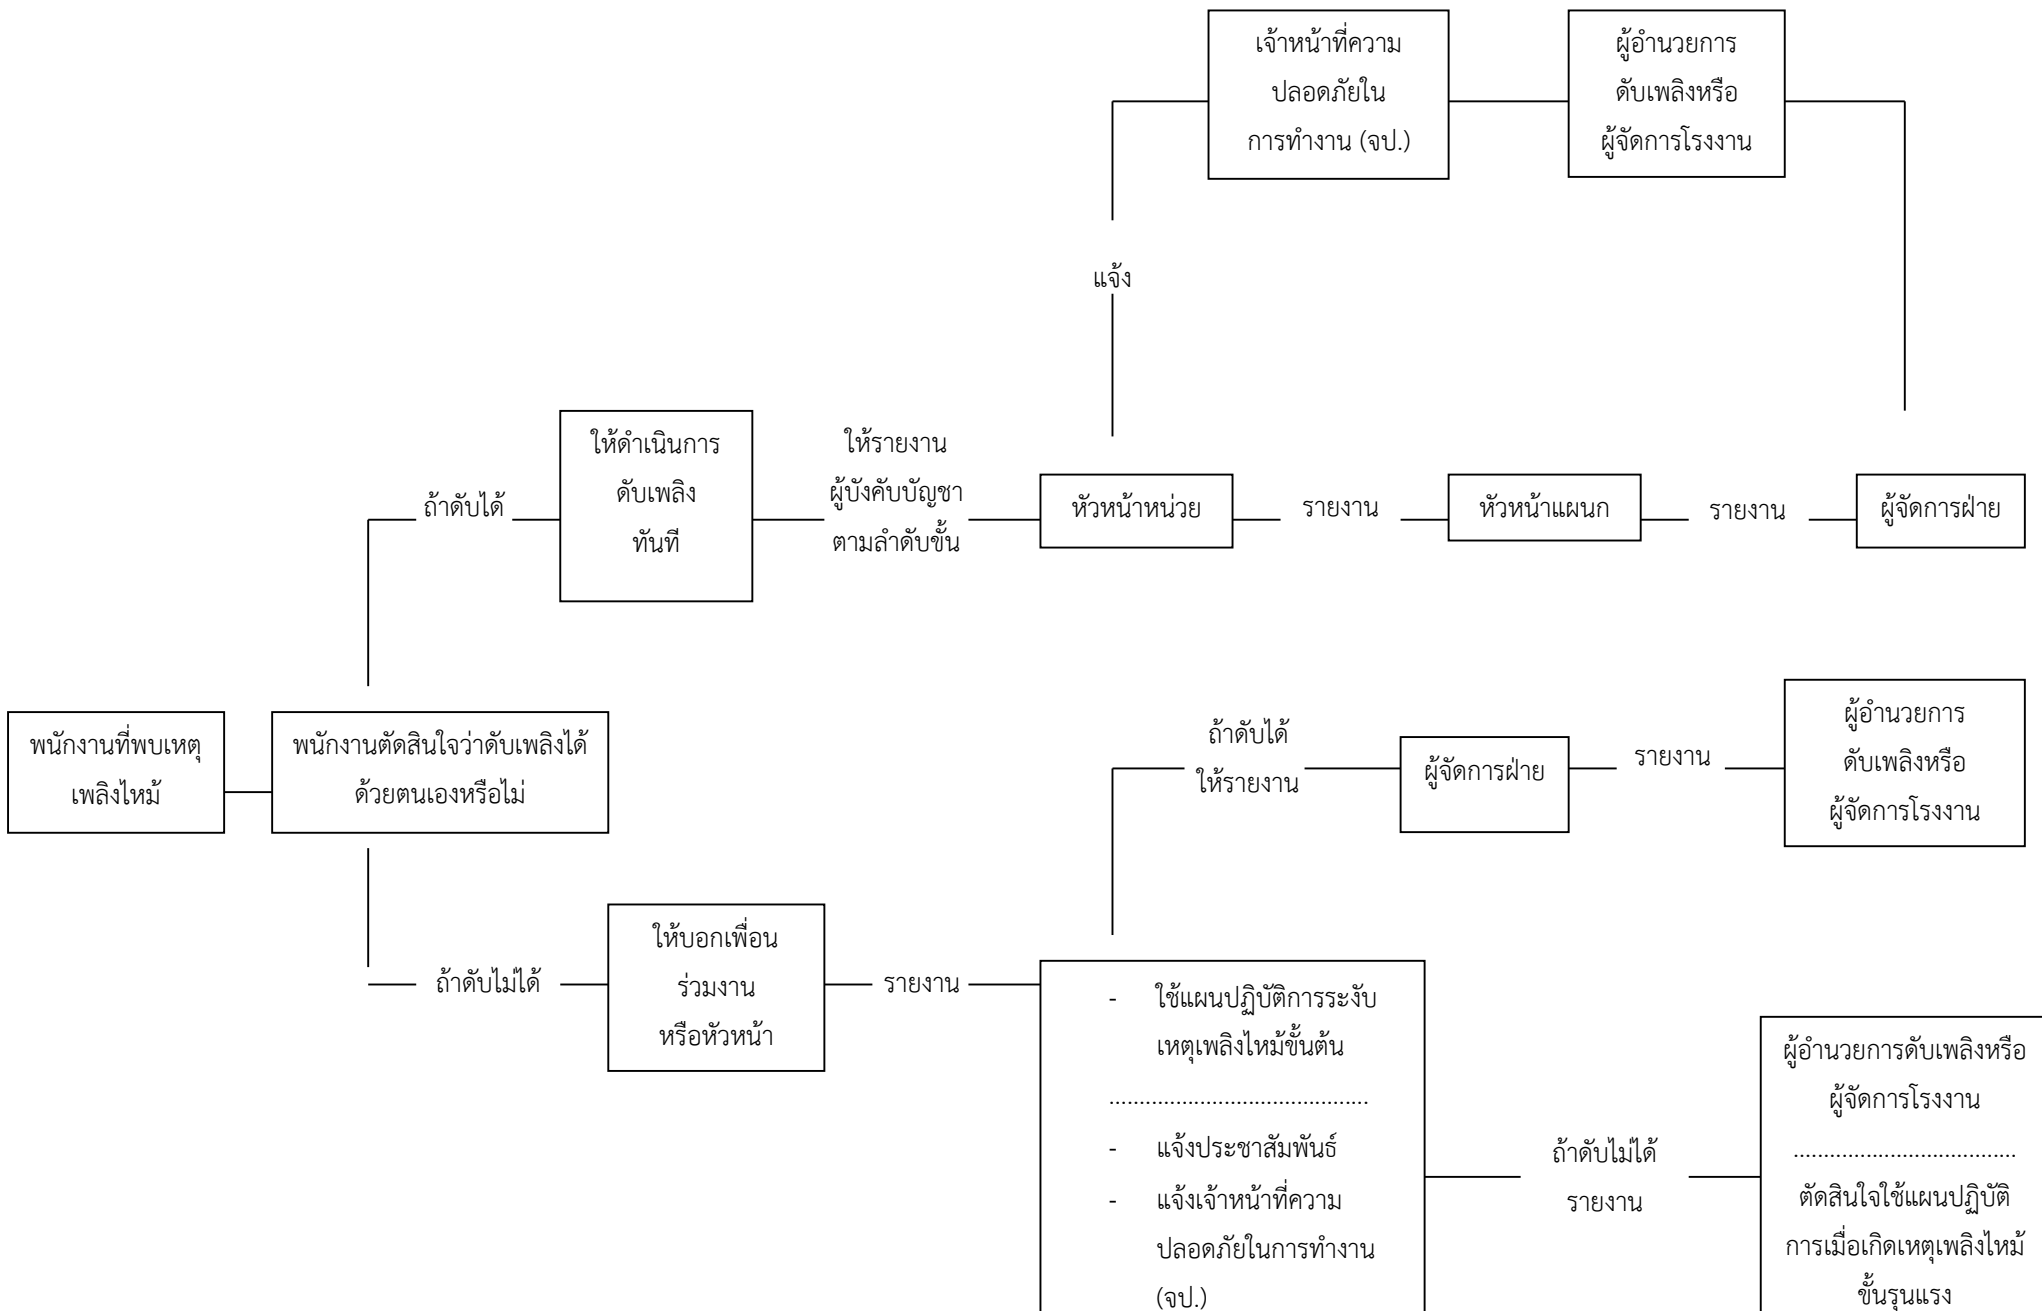 เจ้าหน้าที่ความ
ปลอดภัยใน
การทำงาน (จป.)
ผู้อำนวยการ
ดับเพลิงหรือ
ผู้จัดการโรงงาน
แจ้ง
ถ้าดับได้
ให้ดำเนินการ
ดับเพลิง
ทันที
ให้รายงาน
ผู้บังคับบัญชา
ตามลำดับขั้น
หัวหน้าหน่วย
รายงาน
หัวหน้าแผนก
รายงาน
ผู้จัดการฝ่าย
พนักงานที่พบเหตุ
เพลิงไหม้
พนักงานตัดสินใจว่าดับเพลิงได้
ด้วยตนเองหรือไม่
ถ้าดับได้
ให้รายงาน
ผู้จัดการฝ่าย
รายงาน
ผู้อำนวยการ
ดับเพลิงหรือ
ผู้จัดการโรงงาน
ถ้าดับไม่ได้
ให้บอกเพื่อน
ร่วมงาน
หรือหัวหน้า
รายงาน
- ใช้แผนปฏิบัติการระงับ
เหตุเพลิงไหม้ขั้นต้น
...........................................
- แจ้งประชาสัมพันธ์
- แจ้งเจ้าหน้าที่ความ
ปลอดภัยในการทำงาน
(จป.)
ถ้าดับไม่ได้
รายงาน
ผู้อำนวยการดับเพลิงหรือ
ผู้จัดการโรงงาน
.....................................
ตัดสินใจใช้แผนปฏิบัติ
การเมื่อเกิดเหตุเพลิงไหม้
ขั้นรุนแรง